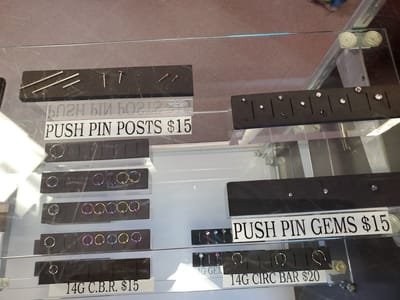 PUSH PIN POSTS $15
PUSH PIN GEMS $15
14G C.B.R. $15
14G CIRC BAR $20